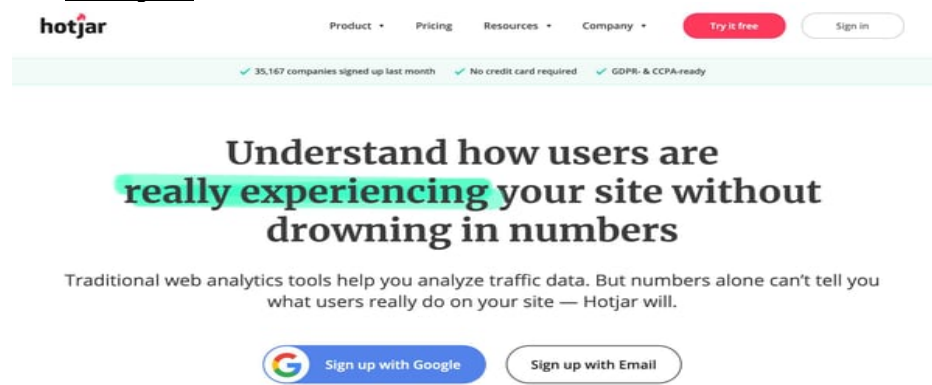 hotjar
Product Pricing Resources Company Try it free Sign in
35,167 companies signed up last month No credit card required GDPR- & CCPA-ready
Understand how users are
really experiencing your site without
drowning in numbers
Traditional web analytics tools help you analyze traffic data. But numbers alone can't tell you
what users really do on your site — Hotjar will.
Sign up with Google Sign up with Email